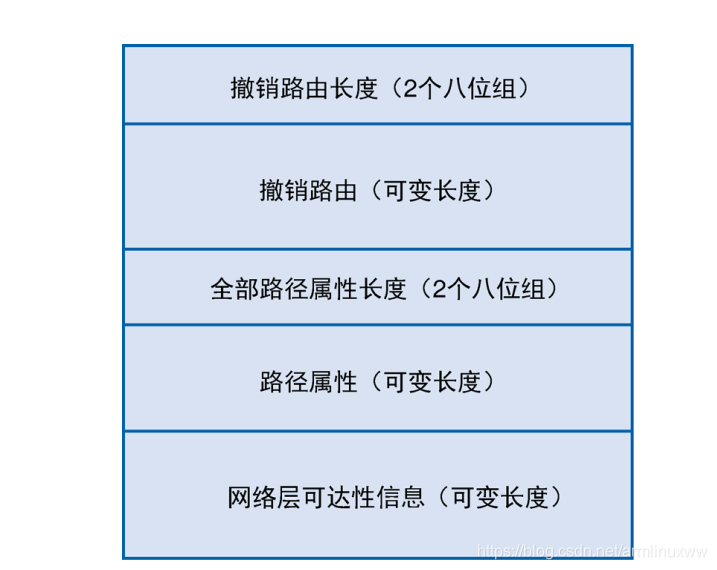 撤销路由长度（2个八位组）
撤销路由（可变长度）
全部路径属性长度（2个八位组）
路径属性（可变长度）
网络层可达性信息（可变长度）
https://blog.csdn.net/armlinuxww